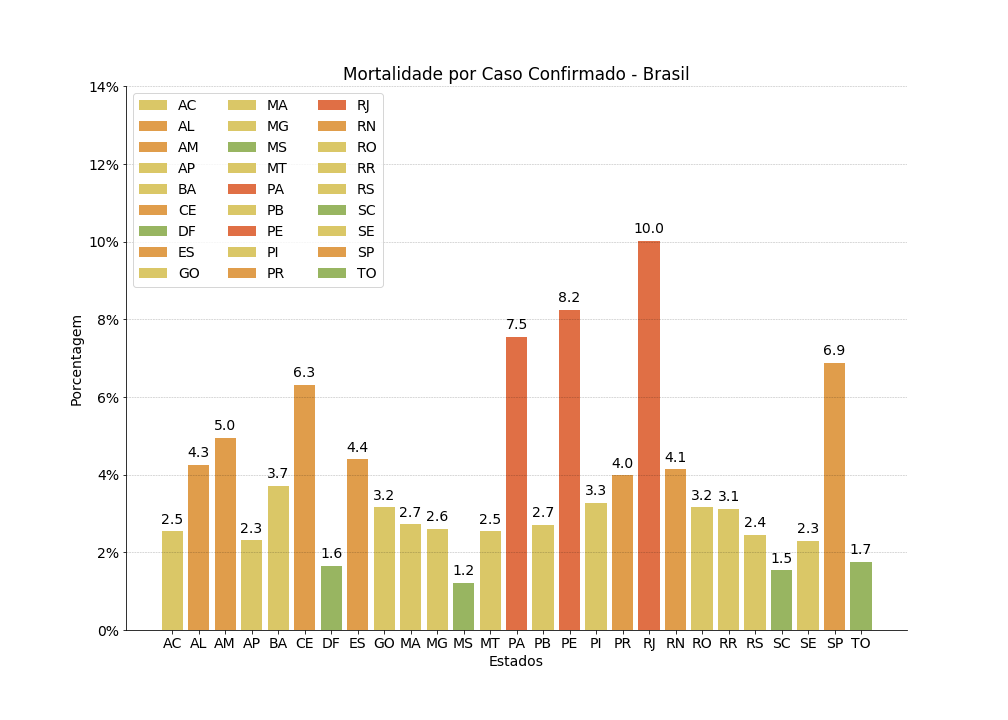 Mortalidade por Caso Confirmado - Brasil
14%
12%
10%
8%
6%
4%
2%
0%
Porcentagem
AC MA RJ
AL MG RN
AM MS RO
AP MT RR
BA PA RS
CE PB SC
DF PE SE
ES PI SP
GO PR TO
2.5 4.3 5.0 2.3 3.7 6.3 1.6 4.4 3.2 2.7 2.6 1.2 2.5 7.5 2.7 8.2 3.3 4.0 10.0 4.1 3.2 3.1 2.4 1.5 2.3 6.9 1.7
AC AL AM AP BA CE DF ES GO MA MG MS MT PA PB PE PI PR RJ RN RO RR RS SC SE SP TO
Estados